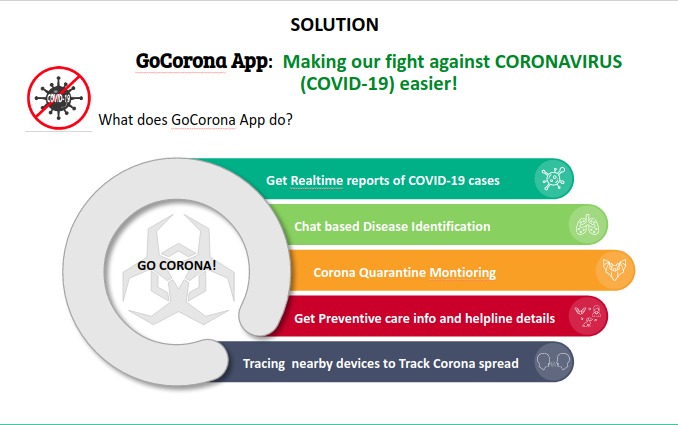 SOLUTION
GoCorona App: Making our fight against CORONAVIRUS
(COVID-19) easier!
COVID-19
What does GoCorona App do?
Get Realtime reports of COVID-19 cases
Chat based Disease Identification
GO CORONA!
Corona Quarantine Montioring
Get Preventive care info and helpline details
Tracing nearby devices to Track Corona spread